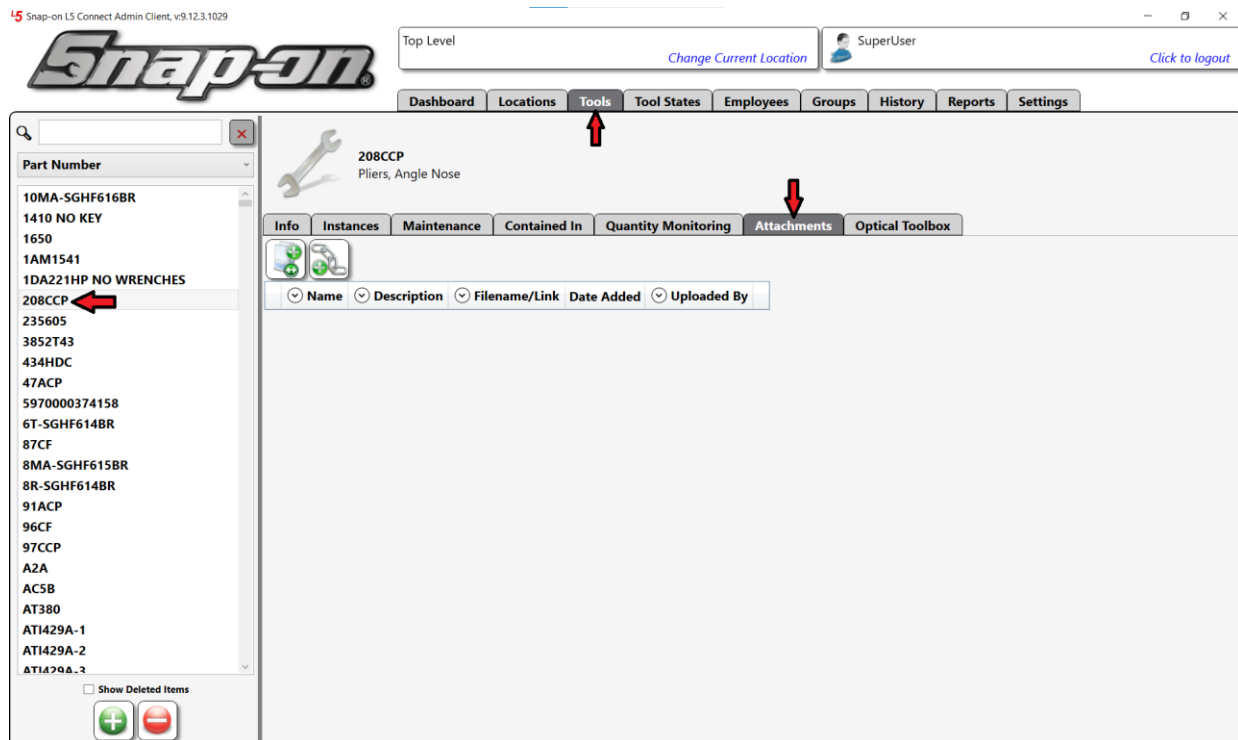 L5 Snap-on L5 Connect Admin Client, v:9.12.3.1029
Snap-on®
Top Level
Change Current Location
SuperUser
Click to logout
Dashboard Locations Tools Tool States Employees Groups History Reports Settings
Part Number
10MA-SGHF616BR
1410 NO KEY
1650
1AM1541
1DA221HP NO WRENCHES
208CCP
235605
3852T43
434HDC
47ACP
5970000374158
6T-SGHF614BR
87CF
8MA-SGHF615BR
8R-SGHF614BR
91ACP
96CF
97CCP
A2A
AC5B
AT380
ATI429A-1
ATI429A-2
ATI429A-3
Show Deleted Items
208CCP
Pliers, Angle Nose
Info Instances Maintenance Contained In Quantity Monitoring Attachments Optical Toolbox
Name Description Filename/Link Date Added Uploaded By